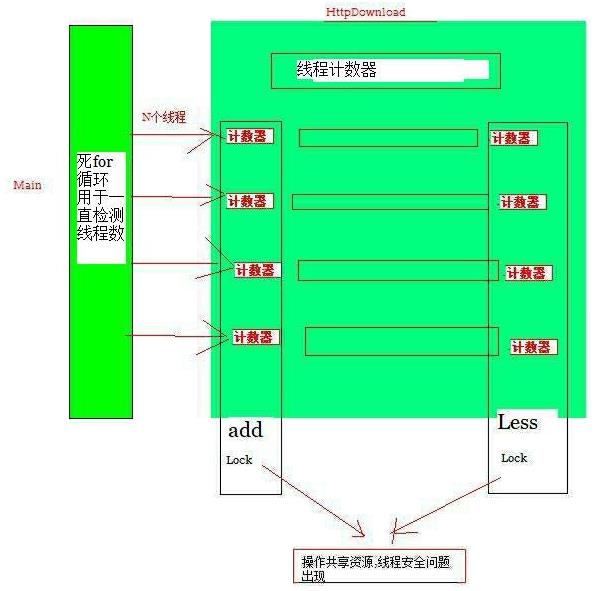 HttpDownload
线程计数器
N个线程
Main
死for
循环
用于一
直检测
线程数
计数器
计数器
计数器
计数器
计数器
计数器
计数器
计数器
add
Lock
Less
Lock
操作共享资源,线程安全问题
出现